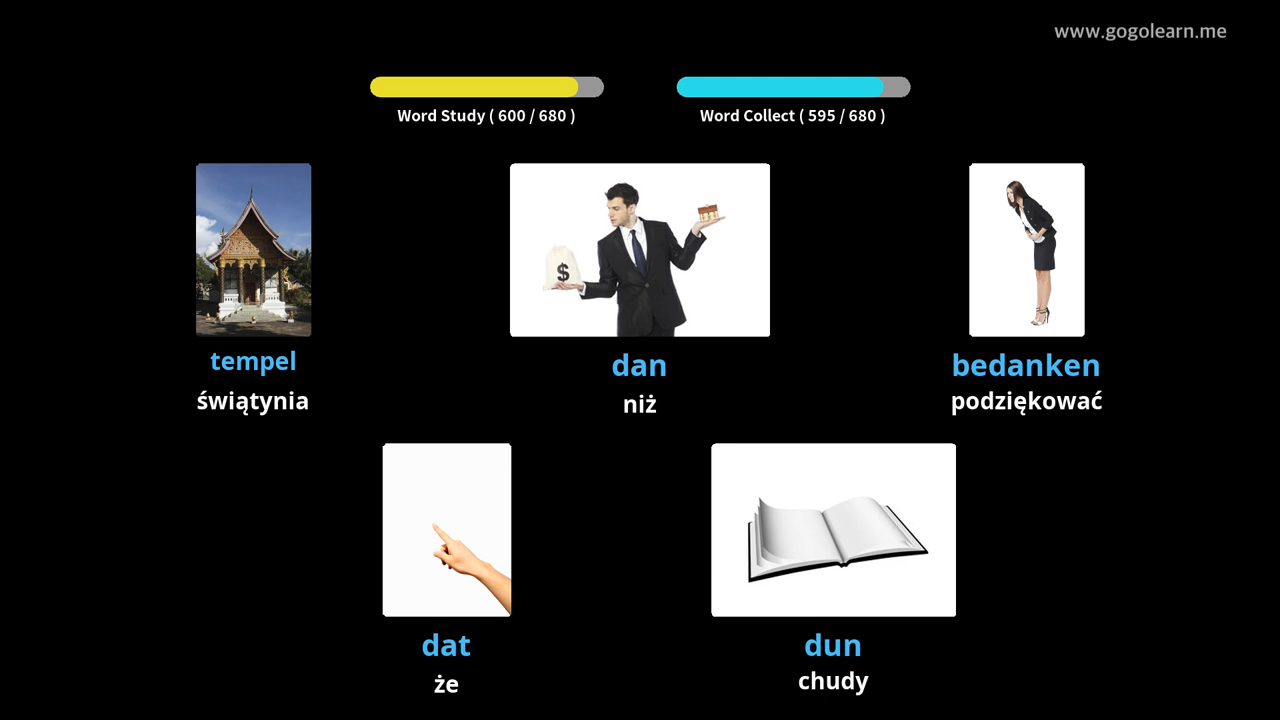 www.gogolearn.me
Word Study ( 600 / 680 )
Word Collect ( 595 / 680 )
$
tempel
świątynia
dan
niż
bedanken
podziękować
dat
że
dun
chudy